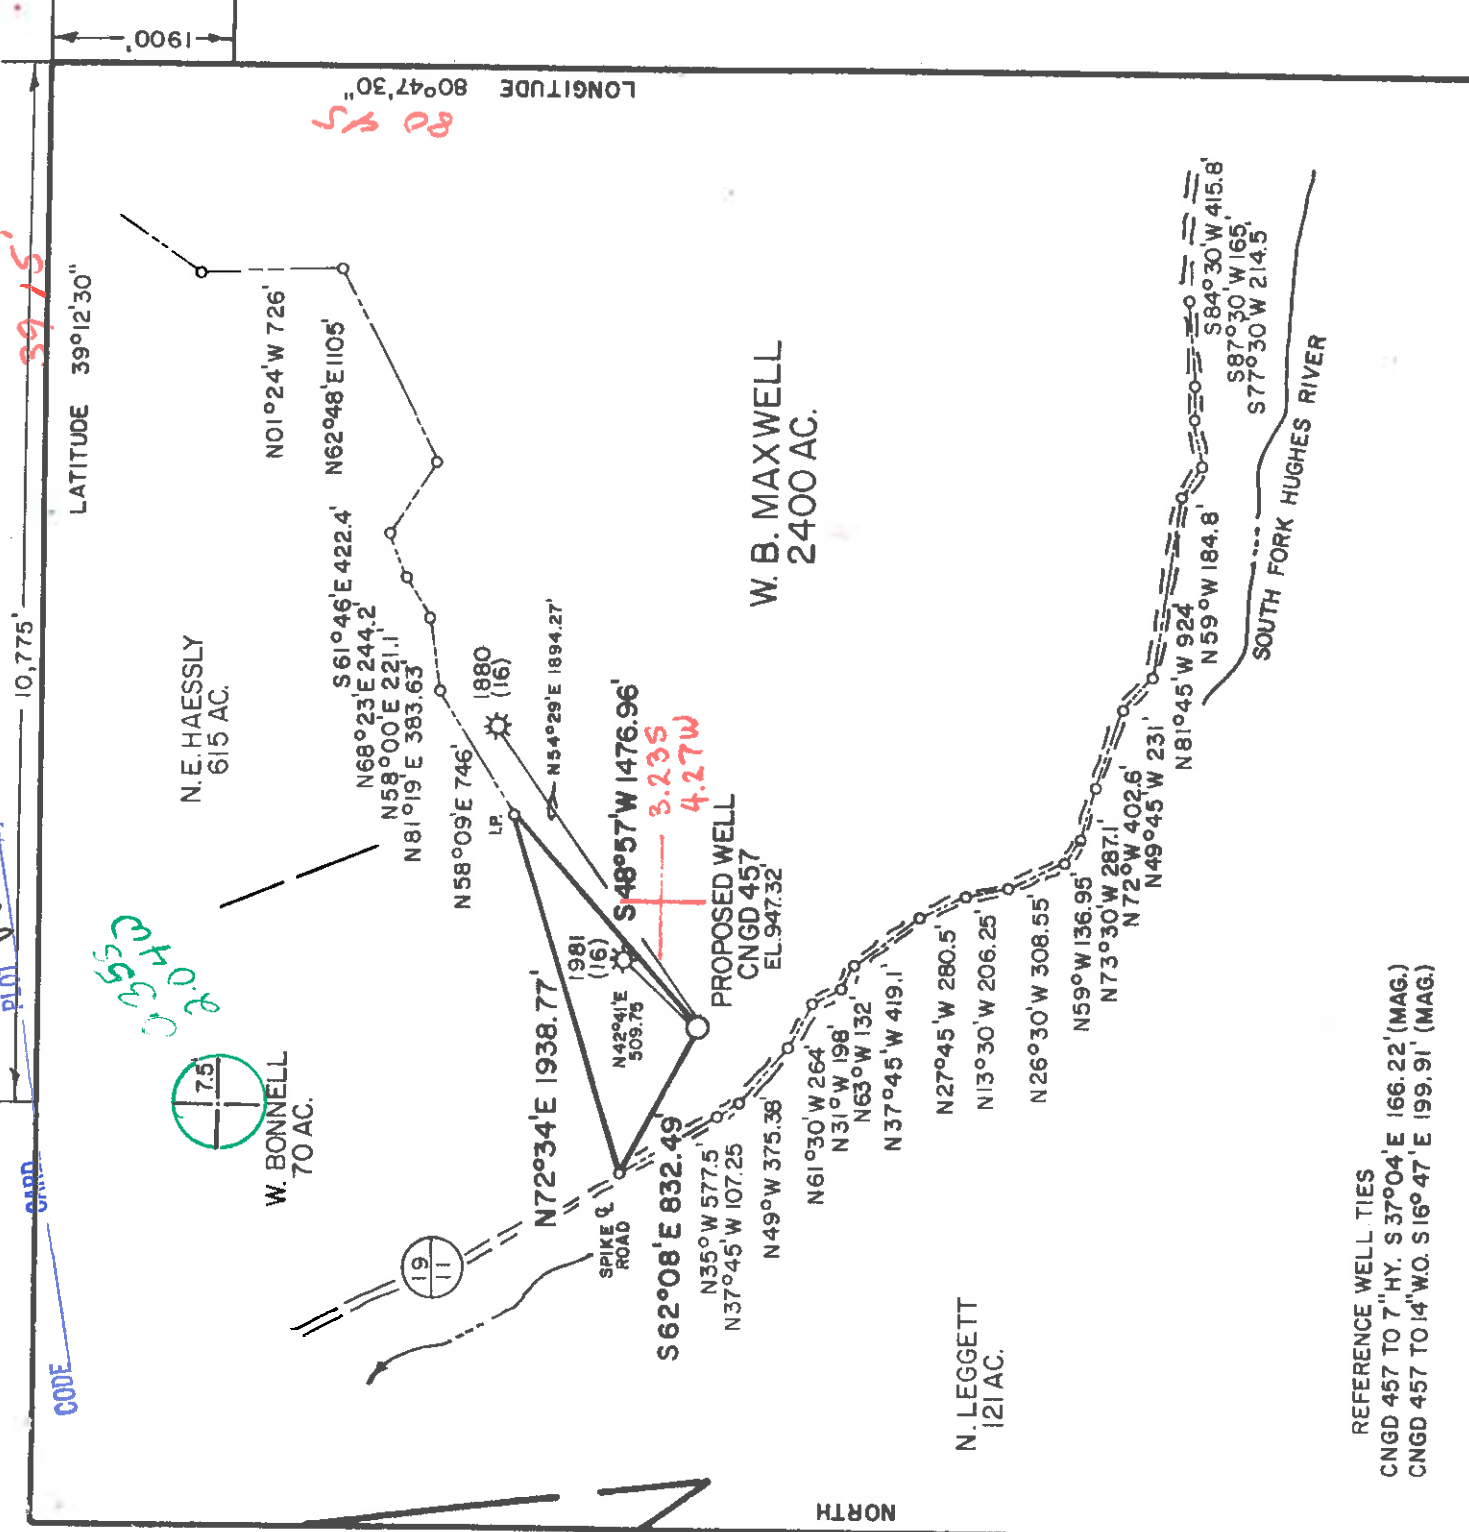 1900'
LONGITUDE 80°47'30"
80 45
10,775'
39 15'
LATITUDE 39°12'30"
N01°24'W 726'
N62°48'E 1105'
S61°46'E 422.4'
N68°23'E 244.2'
N58°00'E 221.1'
N81°19'E 383.63'
N58°09'E 746'
N.E. HAESSLY
615 AC.
1880
(16)
N54°29'E 1894.27'
L.P.
S48°57'W 1476.96'
3.23S
4.27W
W. B. MAXWELL
2400 AC.
PROPOSED WELL
CNGD 457
EL. 947.32'
1981
(16)
N42°41'E
509.75
N72°34'E 1938.77'
2.04W
7.5'
W. BONNELL
70 AC.
CARD
CODE
PLOT
19
11
SPIKE ℄
ROAD
S62°08'E 832.49'
N35°W 577.5'
N37°45'W 107.25
N49°W 375.38'
N61°30'W 264'
N31°W 198'
N63°W 132'
N37°45'W 419.1'
N27°45'W 280.5'
N13°30'W 206.25'
N26°30'W 308.55'
N59°W 136.95'
N73°30'W 287.1'
N72°W 402.6'
N49°45'W 231'
N81°45'W 924'
N59°W 184.8'
S84°30'W 415.8'
S87°30'W 165'
S77°30'W 214.5'
SOUTH FORK HUGHES RIVER
N. LEGGETT
121 AC.
NORTH
REFERENCE WELL TIES
CNGD 457 TO 7" HY. S 37°04'E 166.22' (MAG.)
CNGD 457 TO 14" W.O. S 16°47'E 199.91' (MAG.)